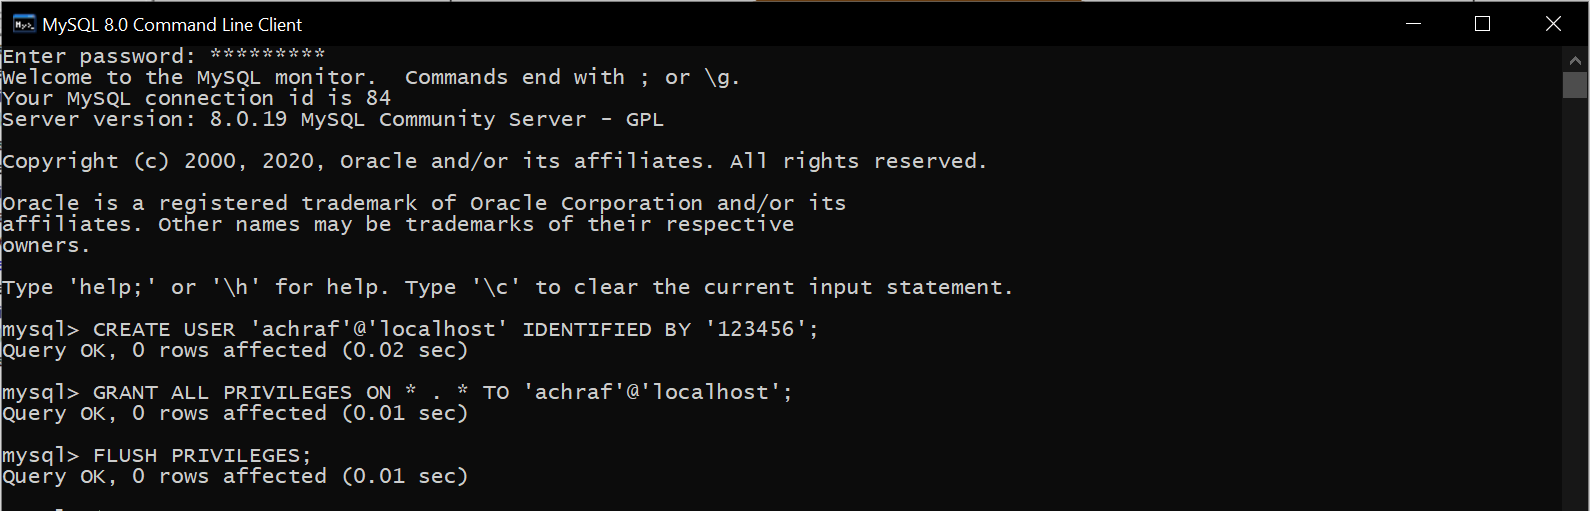 MySQL 8.0 Command Line Client
Enter password: *********
Welcome to the MySQL monitor.  Commands end with ; or \g.
Your MySQL connection id is 84
Server version: 8.0.19 MySQL Community Server - GPL
Copyright (c) 2000, 2020, Oracle and/or its affiliates. All rights reserved.
Oracle is a registered trademark of Oracle Corporation and/or its
affiliates. Other names may be trademarks of their respective
owners.
Type 'help;' or '\h' for help. Type '\c' to clear the current input statement.
mysql> CREATE USER 'achraf'@'localhost' IDENTIFIED BY '123456';
Query OK, 0 rows affected (0.02 sec)
mysql> GRANT ALL PRIVILEGES ON * . * TO 'achraf'@'localhost';
Query OK, 0 rows affected (0.01 sec)
mysql> FLUSH PRIVILEGES;
Query OK, 0 rows affected (0.01 sec)